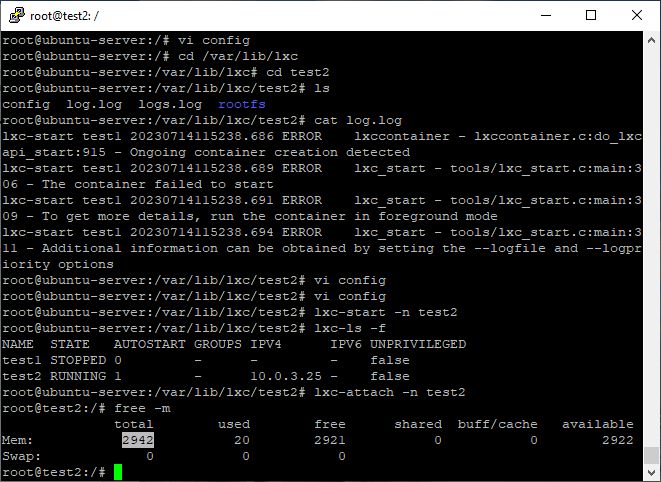 root@test2: /
root@ubuntu-server:/# vi config
root@ubuntu-server:/# cd /var/lib/lxc
root@ubuntu-server:/var/lib/lxc# cd test2
root@ubuntu-server:/var/lib/lxc/test2# ls
config  log.log  logs.log  rootfs
root@ubuntu-server:/var/lib/lxc/test2# cat log.log
lxc-start test1 20230714115238.686 ERROR    lxccontainer - lxccontainer.c:do_lxc
api_start:915 - Ongoing container creation detected
lxc-start test1 20230714115238.689 ERROR    lxc_start - tools/lxc_start.c:main:3
06 - The container failed to start
lxc-start test1 20230714115238.691 ERROR    lxc_start - tools/lxc_start.c:main:3
09 - To get more details, run the container in foreground mode
lxc-start test1 20230714115238.694 ERROR    lxc_start - tools/lxc_start.c:main:3
11 - Additional information can be obtained by setting the --logfile and --logpr
iority options
root@ubuntu-server:/var/lib/lxc/test2# vi config
root@ubuntu-server:/var/lib/lxc/test2# vi config
root@ubuntu-server:/var/lib/lxc/test2# lxc-start -n test2
root@ubuntu-server:/var/lib/lxc/test2# lxc-ls -f
NAME  STATE   AUTOSTART GROUPS IPV4      IPV6 UNPRIVILEGED
test1 STOPPED 0         -      -         -    false
test2 RUNNING 1         -      10.0.3.25 -    false
root@ubuntu-server:/var/lib/lxc/test2# lxc-attach -n test2
root@test2:/# free -m
              total        used        free      shared  buff/cache   available
Mem:           2942          20        2921           0           0        2922
Swap:             0           0           0
root@test2:/#